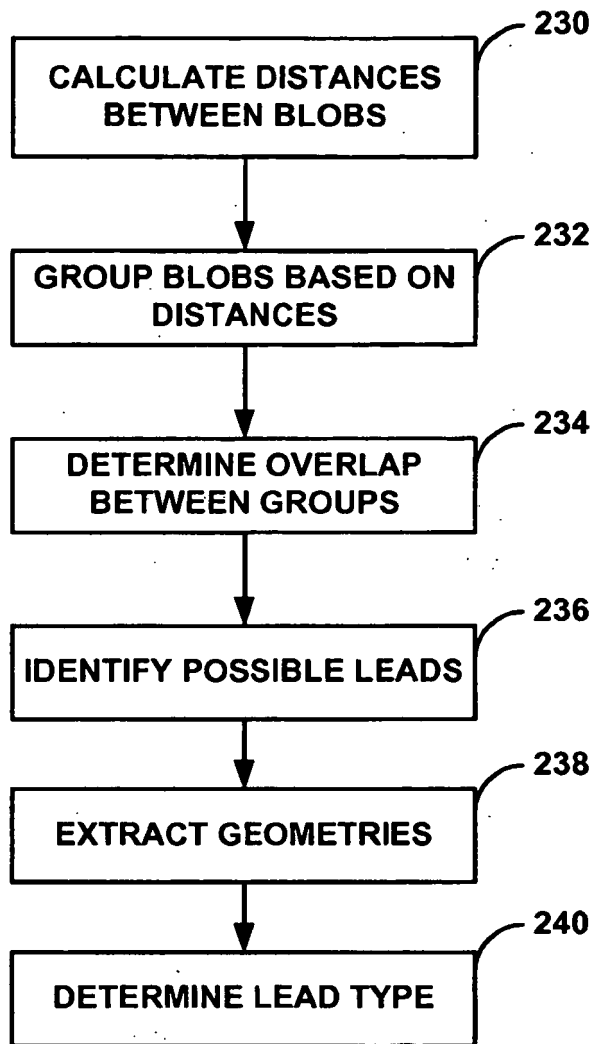 230
CALCULATE DISTANCES
BETWEEN BLOBS
232
GROUP BLOBS BASED ON
DISTANCES
234
DETERMINE OVERLAP
BETWEEN GROUPS
236
IDENTIFY POSSIBLE LEADS
238
EXTRACT GEOMETRIES
240
DETERMINE LEAD TYPE